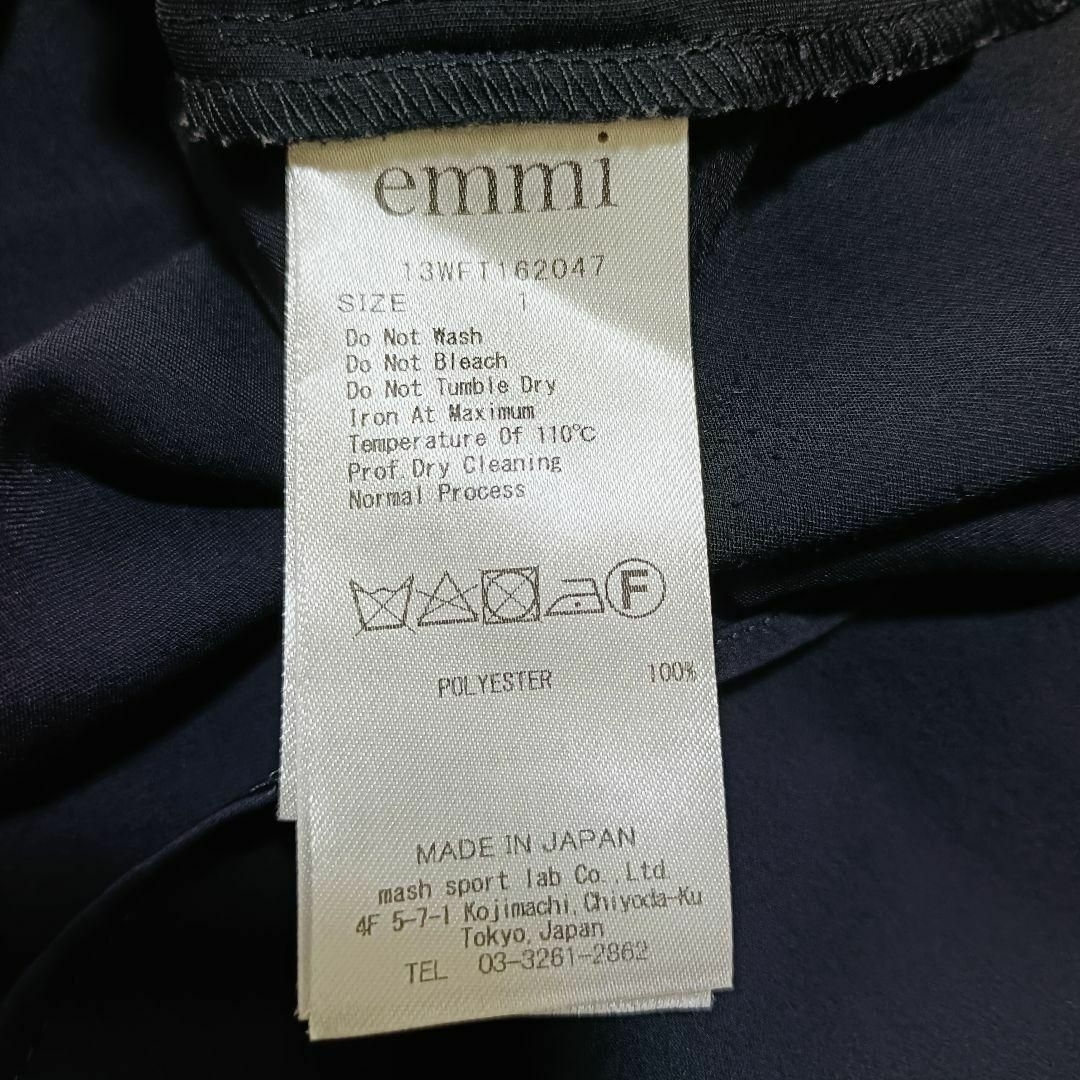 emmi
13WFT162047
SIZE 1
Do Not Wash
Do Not Bleach
Do Not Tumble Dry
Iron At Maximum
Temperature Of 110℃
Prof.Dry Cleaning
Normal Process
F
POLYESTER 100%
MADE IN JAPAN
mash sport lab Co.,Ltd
4F 5-7-1 Kojimachi,Chiyoda-Ku
Tokyo,Japan
TEL 03-3261-2862